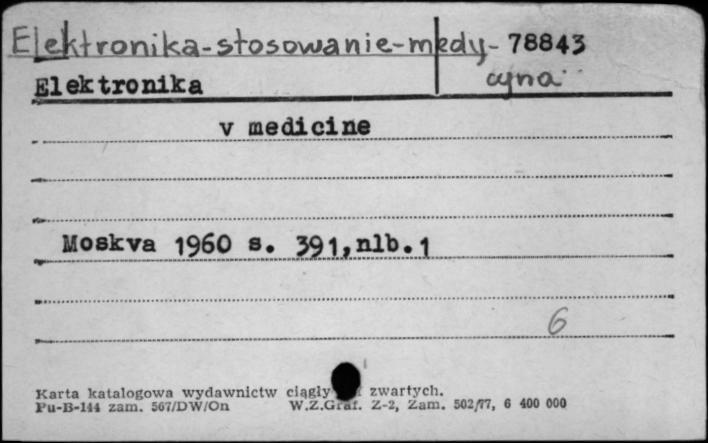 Elektronika-stosowanie-medy- 78843
cyna
Elektronika
v medicine
Moskva 1960 s. 391,nlb.1
6
Karta katalogowa wydawnictw ciągły zwartych.
Pu-B-144 zam. 567/DW/On W.Z.Graf. Z-2, Zam. 502/77, 6 400 000